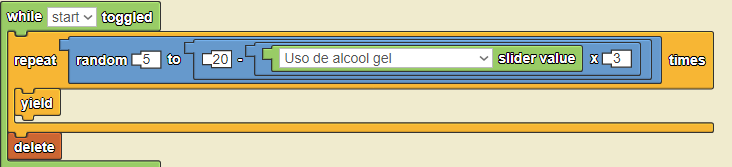 while start toggled
repeat random 5 to 20 - Uso de alcool gel slider value x 3 times
yield
delete